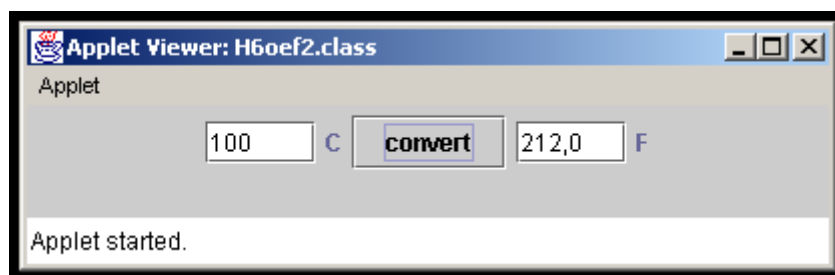 Applet Viewer: H6oef2.class
Applet
100 C convert 212,0 F
Applet started.